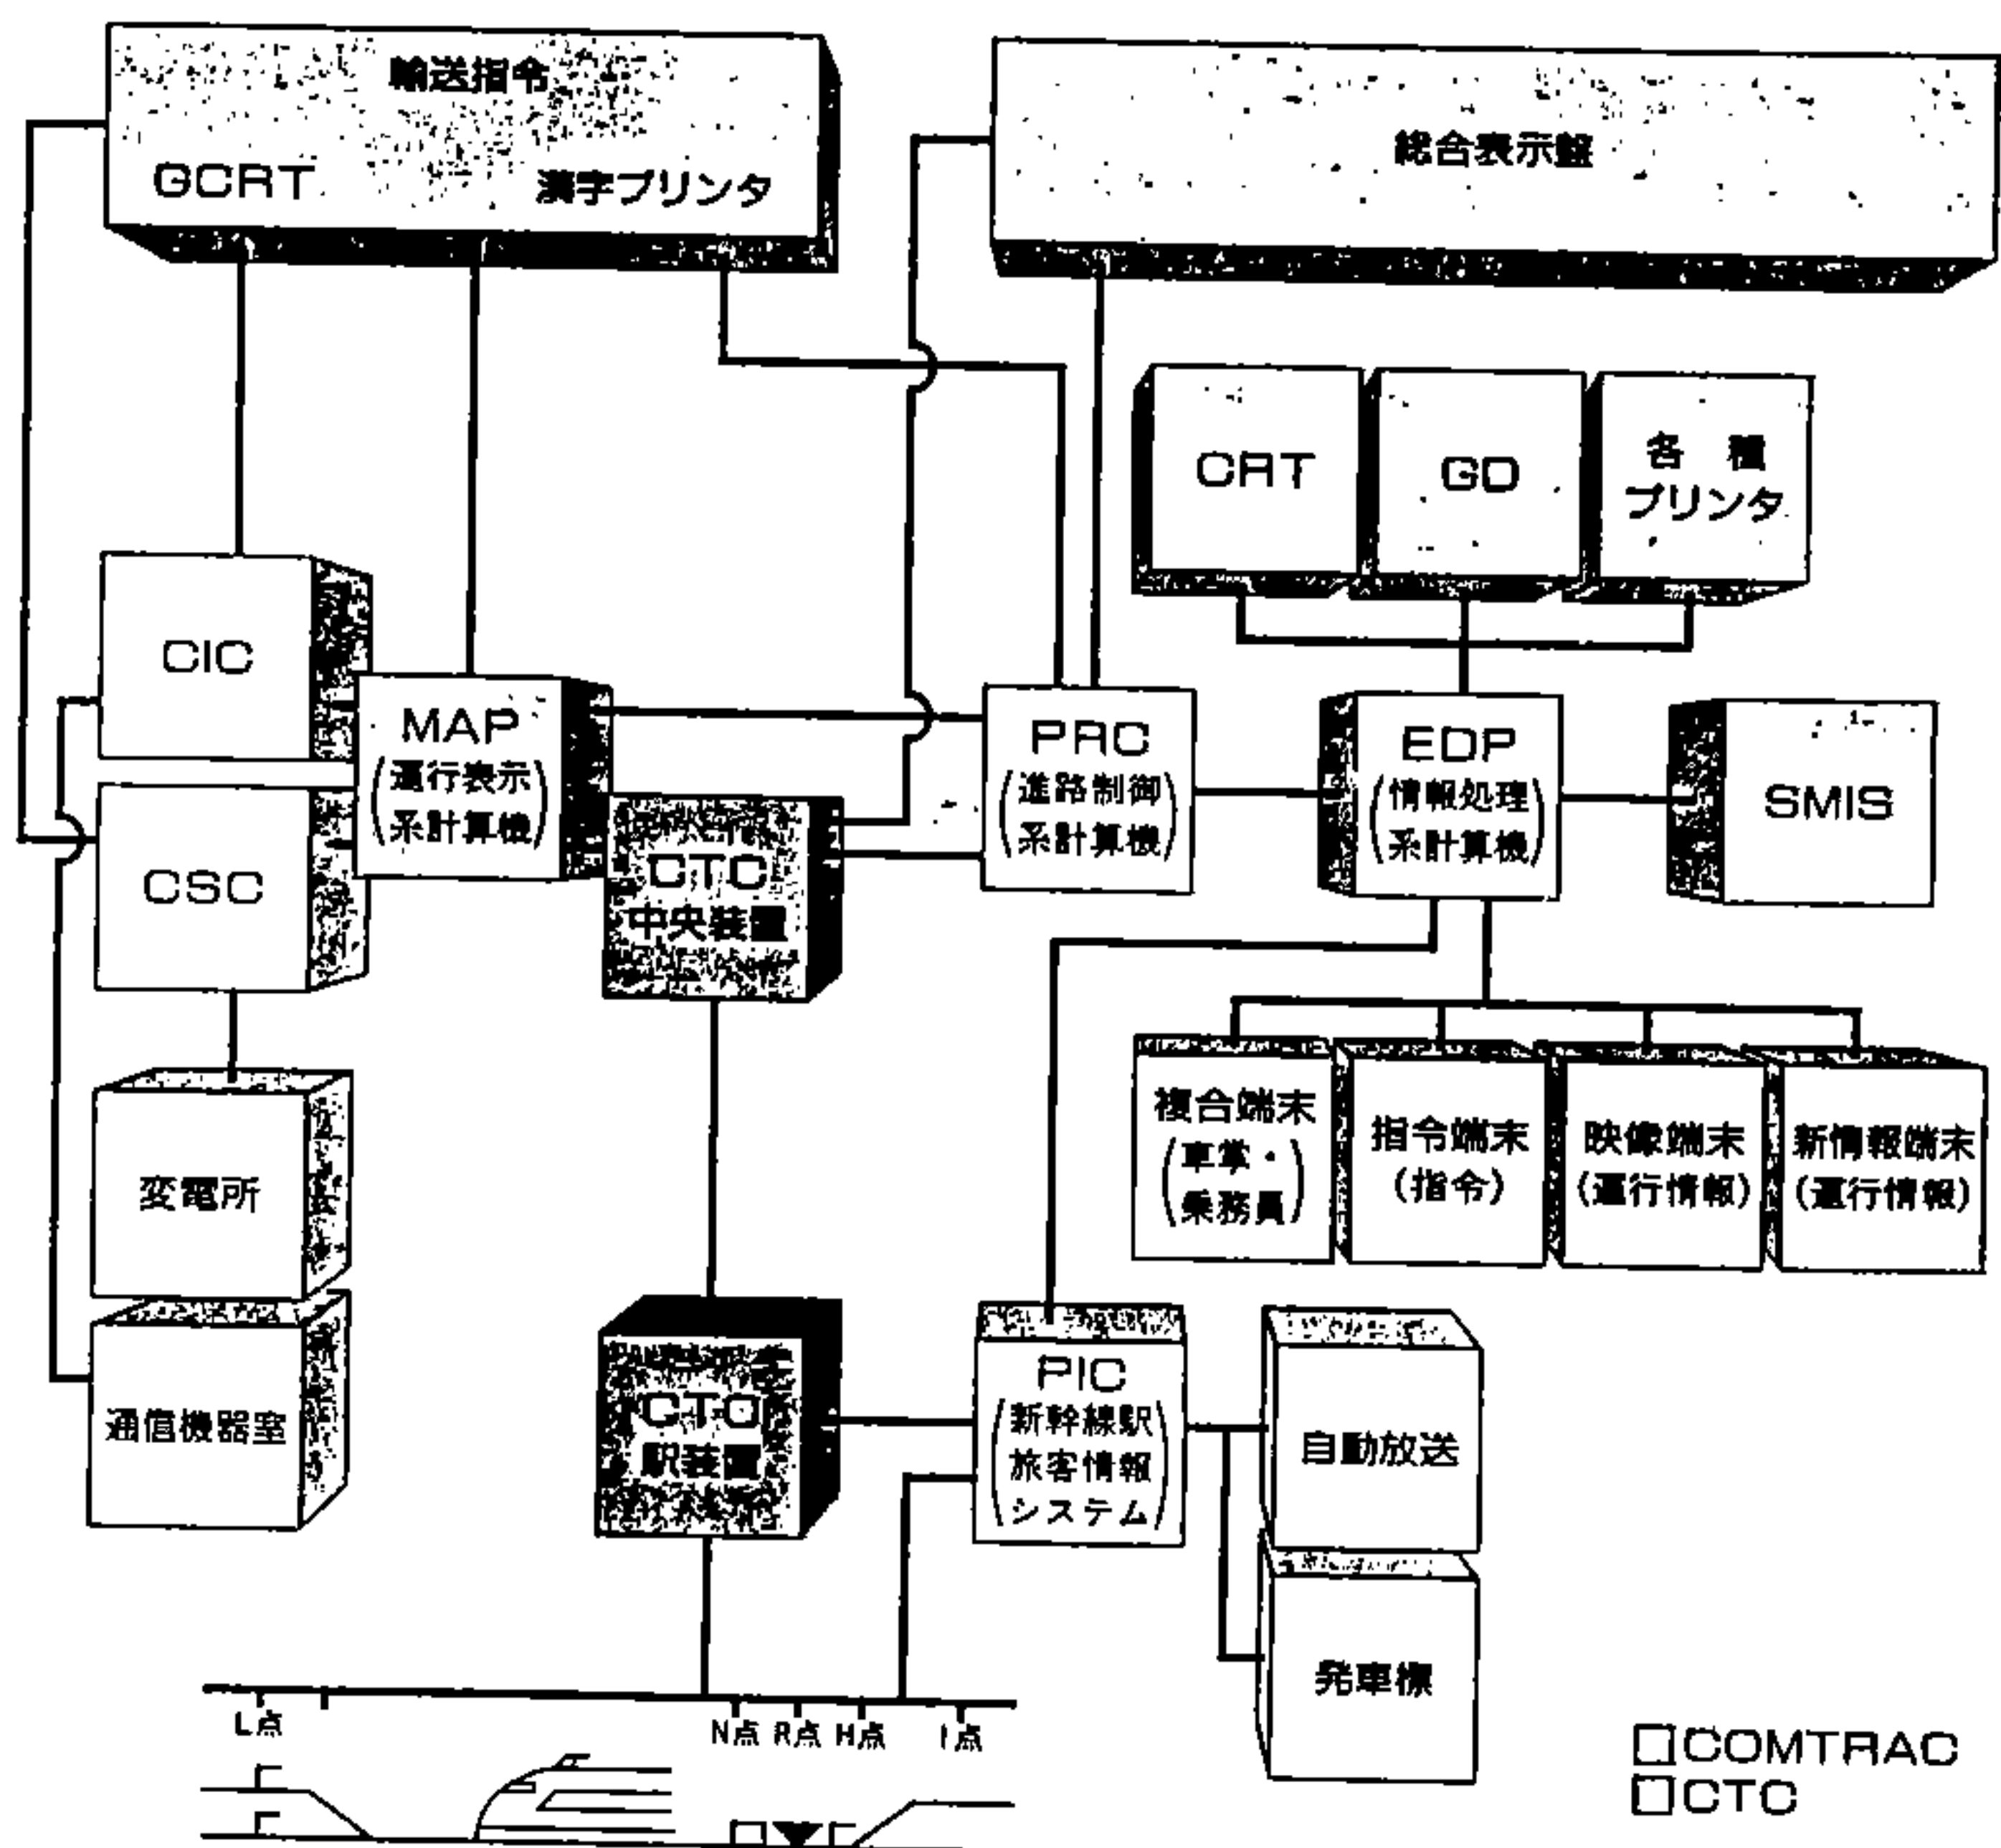 輸送指令
GCRT 漢字プリンタ
総合表示盤
CRT
GD
各種
プリンタ
CIC
MAP
(運行表示
系計算機)
PRC
(進路制御
系計算機)
EDP
(情報処理
系計算機)
SMIS
CSC
CTC
中央装置
複合端末
(車掌・
乗務員)
指令端末
(指令)
映像端末
(運行情報)
新情報端末
(運行情報)
変電所
通信機器室
CTC
駅装置
PIC
(新幹線駅
旅客情報
システム)
自動放送
発車標
L点 N点 R点 H点 I点
□COMTRAC
□CTC